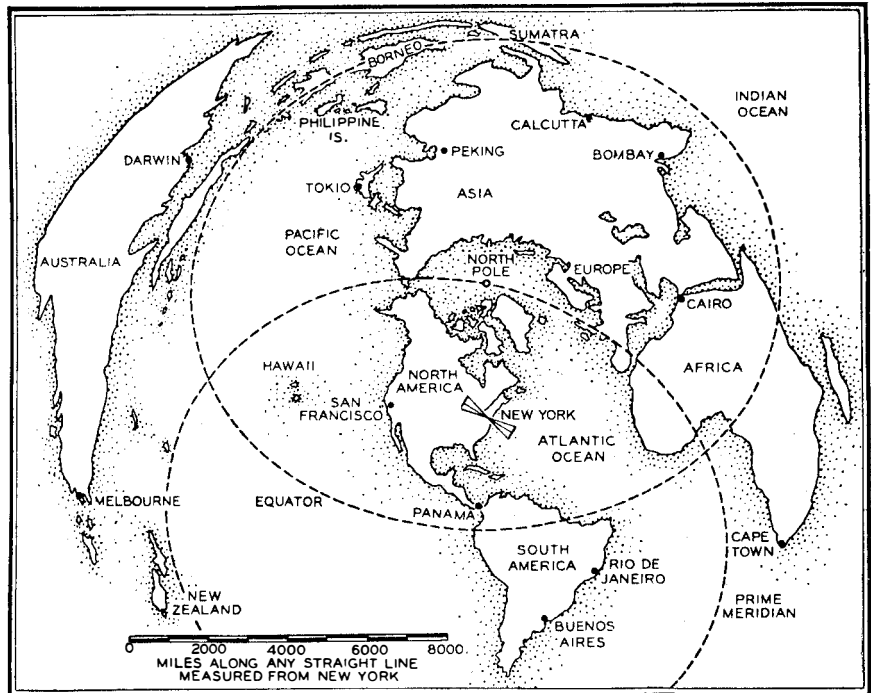 SUMATRA
BORNEO
INDIAN
OCEAN
PHILIPPINE
IS.
CALCUTTA
DARWIN
PEKING
BOMBAY
TOKIO
ASIA
PACIFIC
OCEAN
AUSTRALIA
NORTH
POLE
EUROPE
CAIRO
HAWAII
NORTH
AMERICA
AFRICA
SAN
FRANCISCO
NEW YORK
ATLANTIC
OCEAN
MELBOURNE
EQUATOR
PANAMA
CAPE
TOWN
SOUTH
AMERICA
RIO DE
JANEIRO
NEW
ZEALAND
PRIME
MERIDIAN
BUENOS
AIRES
0 2000 4000 6000 8000
MILES ALONG ANY STRAIGHT LINE
MEASURED FROM NEW YORK